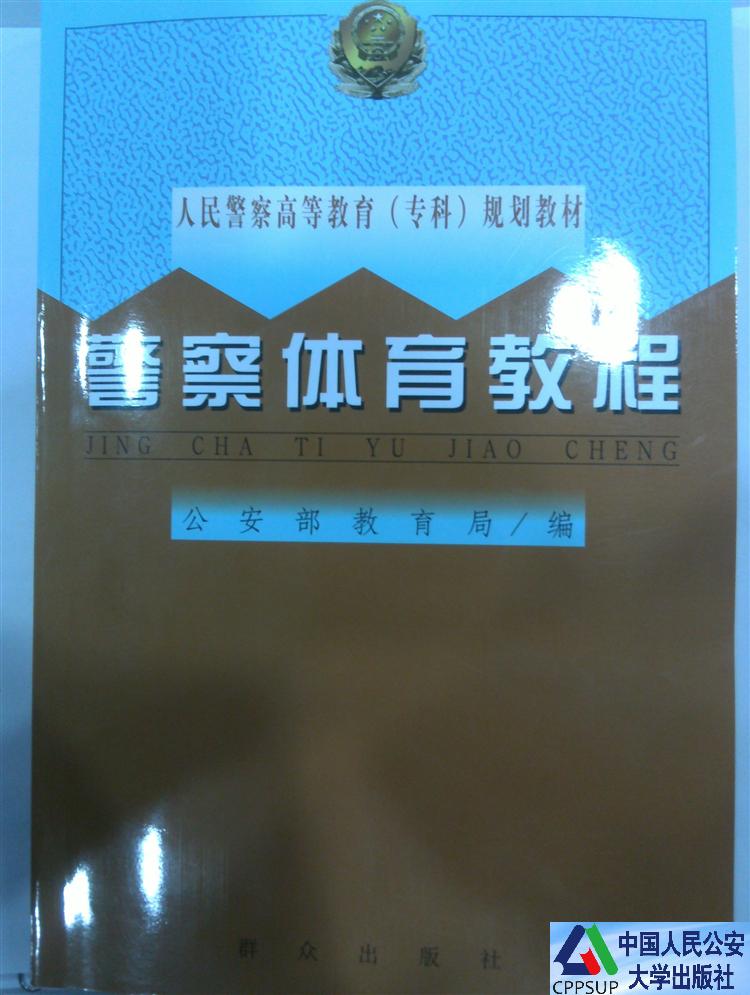 人民警察高等教育（专科）规划教材
警察体育教程
JING CHA TI YU JIAO CHENG
公安部教育局/编
群众出版社
中国人民公安
大学出版社
CPPSUP